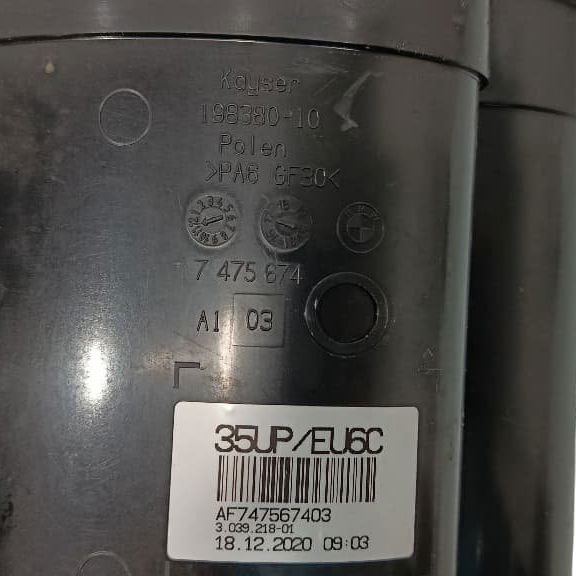 Kayser
198380-10
Polen
>PA6 GF30<
7 475 674
A1 03
35UP/EU6C
AF747567403
3.039.218-01
18.12.2020 09:03